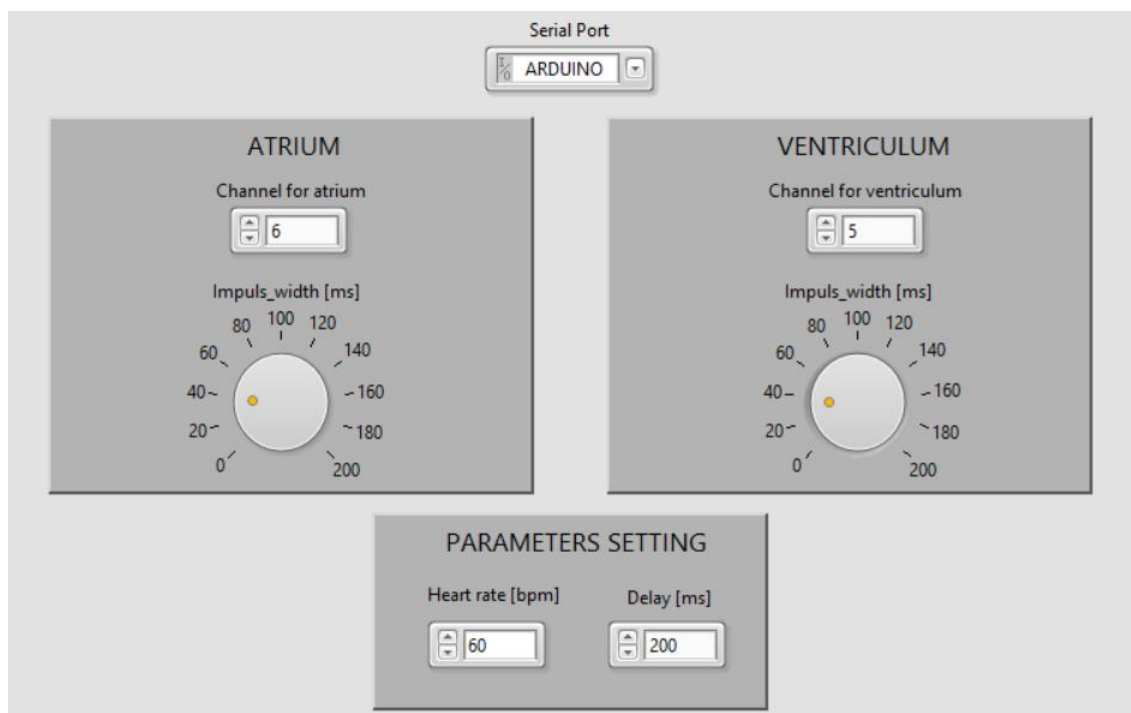 Serial Port
I/O ARDUINO
ATRIUM
Channel for atrium
6
Impuls_width [ms]
0 20 40 60 80 100 120 140 160 180 200
VENTRICULUM
Channel for ventriculum
5
Impuls_width [ms]
0 20 40 60 80 100 120 140 160 180 200
PARAMETERS SETTING
Heart rate [bpm]
60
Delay [ms]
200